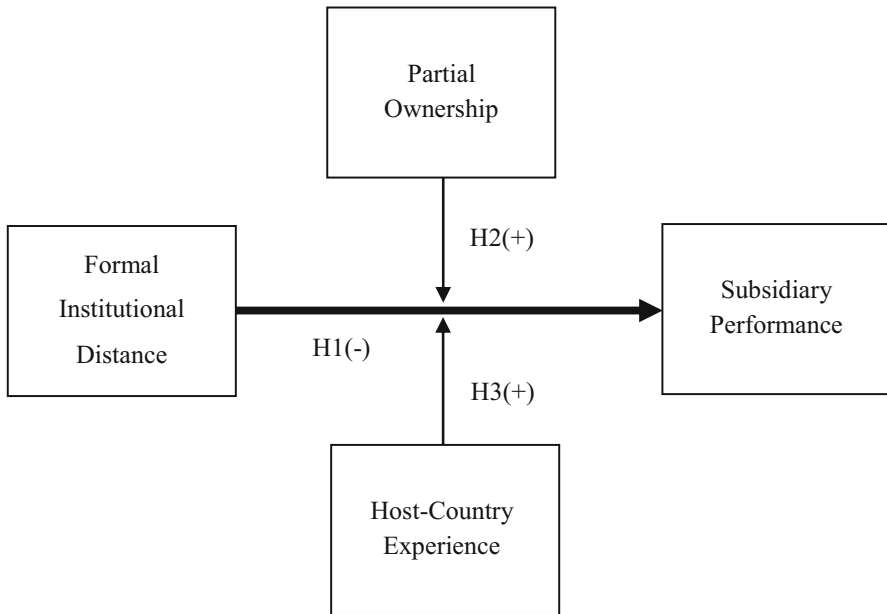 Partial
Ownership
H2(+)
Formal
Institutional
Distance
Subsidiary
Performance
H1(-)
H3(+)
Host-Country
Experience